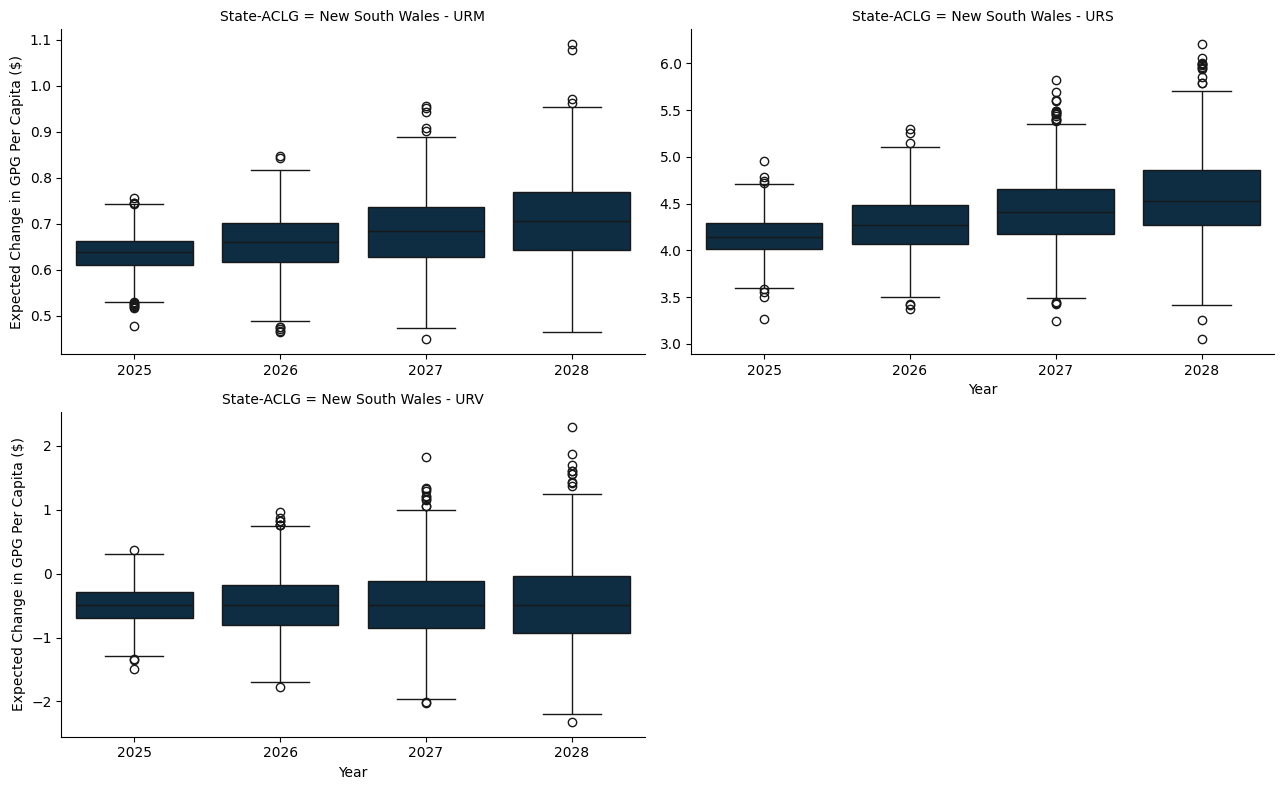 State-ACLG = New South Wales - URM
Expected Change in GPG Per Capita ($)
1.1
1.0
0.9
0.8
0.7
0.6
0.5
2025 2026 2027 2028
State-ACLG = New South Wales - URS
6.0
5.5
5.0
4.5
4.0
3.5
3.0
2025 2026 2027 2028
Year
State-ACLG = New South Wales - URV
Expected Change in GPG Per Capita ($)
2
1
0
−1
−2
2025 2026 2027 2028
Year